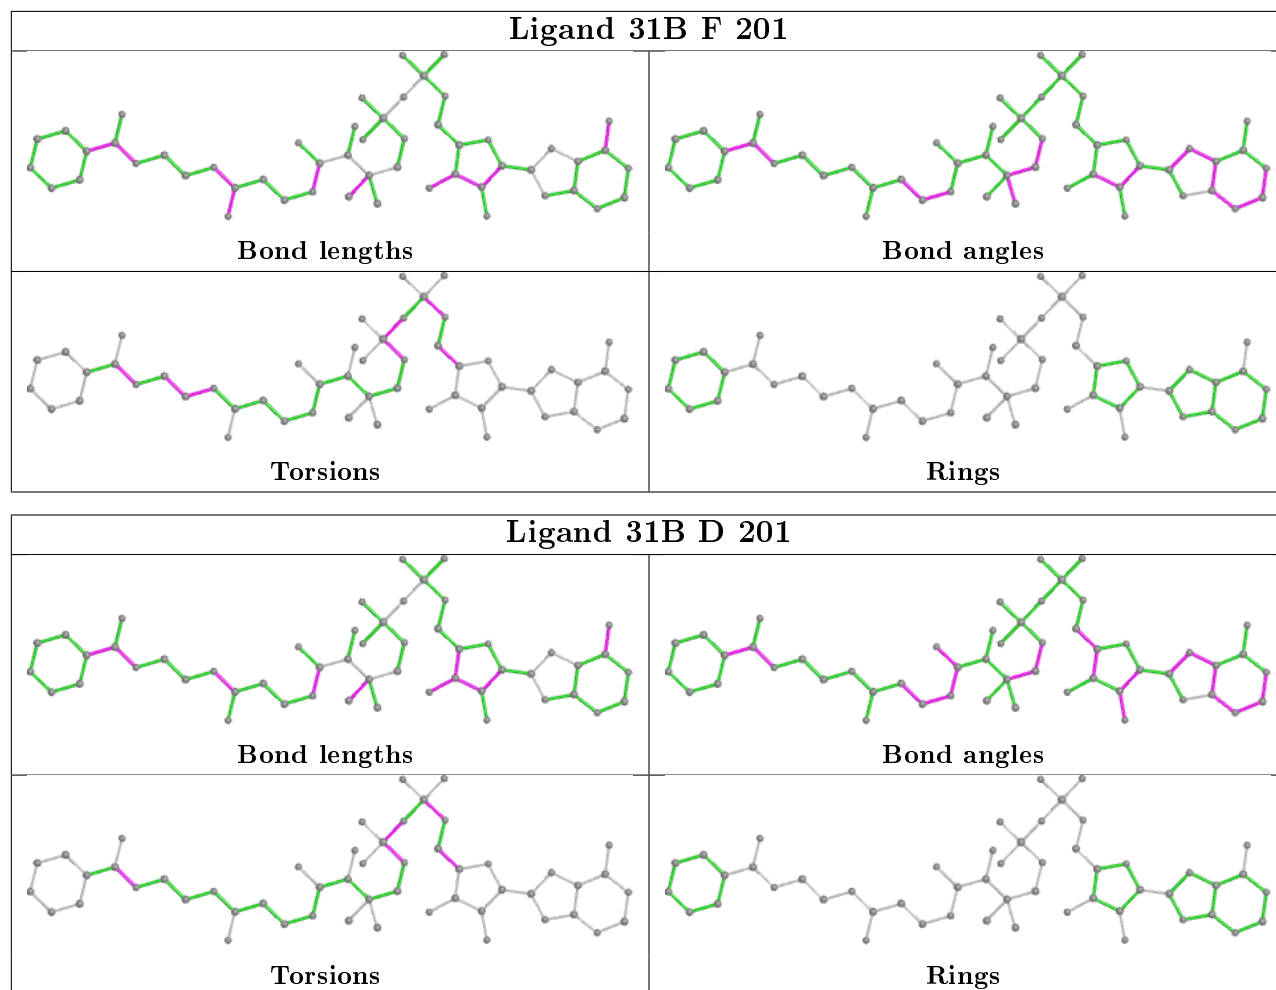 Ligand 31B F 201
Bond lengths
Bond angles
Torsions
Rings
Ligand 31B D 201
Bond lengths
Bond angles
Torsions
Rings